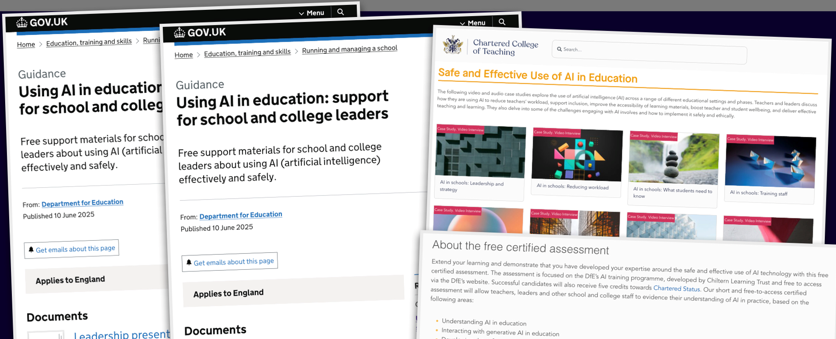 GOV.UK
Menu
Home > Education, training and skills > Runni
Guidance
Using AI in education
for school and colleg
Free support materials for schoo
leaders about using AI (artificial
effectively and safely.
From: Department for Education
Published 10 June 2025
Get emails about this page
Applies to England
Documents
Leadership present
GOV.UK
Menu
Home > Education, training and skills > Running and managing a school
Guidance
Using AI in education: support
for school and college leaders
Free support materials for school and college
leaders about using AI (artificial intelligence)
effectively and safely.
From: Department for Education
Published 10 June 2025
Get emails about this page
Applies to England
Documents
Chartered College
of Teaching
Search...
Safe and Effective Use of AI in Education
The following video and audio case studies explore the use of artificial intelligence (AI) across a range of different educational settings and phases. Teachers and leaders discuss
how they are using AI to reduce teachers' workload, support inclusion, improve the accessibility of learning materials, boost teacher and student wellbeing, and deliver effective
teaching and learning. They also delve into some of the challenges engaging with AI involves and how to implement it safely and ethically.
Case Study: Video Interview
Case Study: Video Interview
Case Study: Video Interview
Case Study: Video Interview
AI in schools: Leadership and
strategy
AI in schools: Reducing workload
AI in schools: What students need to
know
AI in schools: Training staff
Case Study: Video Interview
Case Study: Video Interview
Case Study: Video Interview
Case Study: Video Interview
About the free certified assessment
Extend your learning and demonstrate that you have developed your expertise around the safe and effective use of AI technology with this free
certified assessment. The assessment is focused on the DfE's AI training programme, developed by Chiltern Learning Trust and free to access
via the DfE's website. Successful candidates will also receive five credits towards Chartered Status. Our short and free-to-access certified
assessment will allow teachers, leaders and other school and college staff to evidence their understanding of AI in practice, based on the
following areas:
Understanding AI in education
Interacting with generative AI in education